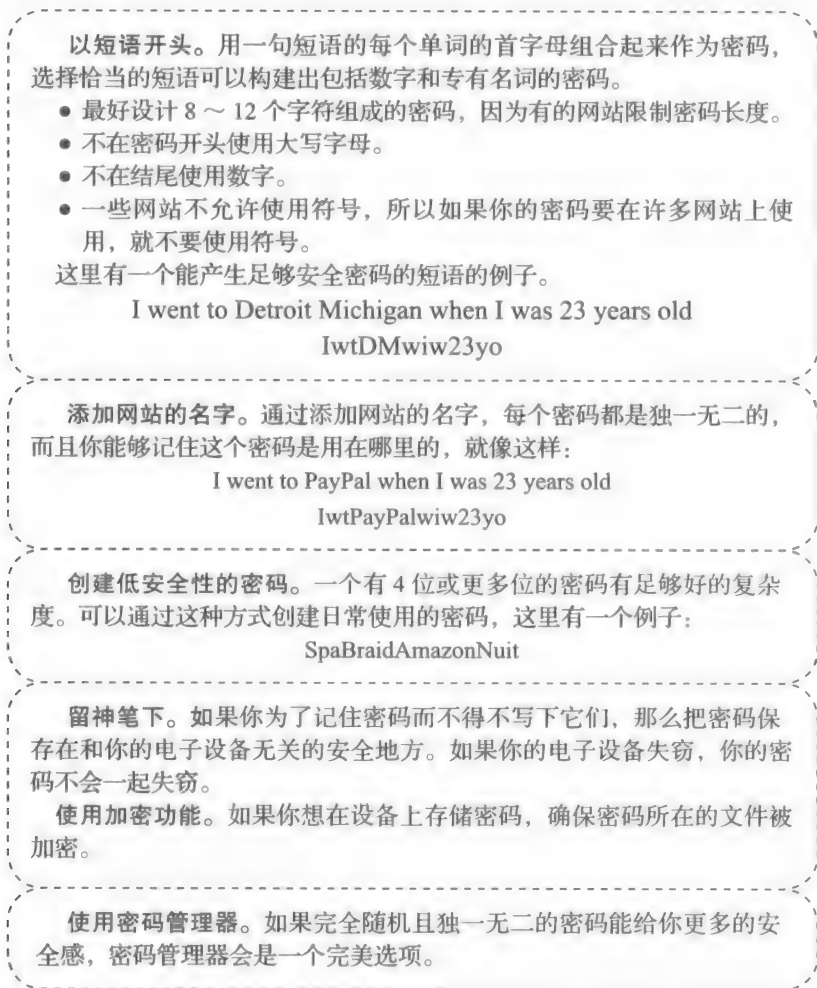 以短语开头。用一句短语的每个单词的首字母组合起来作为密码，
选择恰当的短语可以构建出包括数字和专有名词的密码。
● 最好设计 8 ～ 12 个字符组成的密码，因为有的网站限制密码长度。
● 不在密码开头使用大写字母。
● 不在结尾使用数字。
● 一些网站不允许使用符号，所以如果你的密码要在许多网站上使
用，就不要使用符号。
这里有一个能产生足够安全密码的短语的例子。
I went to Detroit Michigan when I was 23 years old
IwtDMwiw23yo
添加网站的名字。通过添加网站的名字，每个密码都是独一无二的，
而且你能够记住这个密码是用在哪里的，就像这样：
I went to PayPal when I was 23 years old
IwtPayPalwiw23yo
创建低安全性的密码。一个有 4 位或更多位的密码有足够好的复杂
度。可以通过这种方式创建日常使用的密码，这里有一个例子：
SpaBraidAmazonNuit
留神笔下。如果你为了记住密码而不得不写下它们，那么把密码保
存在和你的电子设备无关的安全地方。如果你的电子设备失窃，你的密
码不会一起失窃。
使用加密功能。如果你想在设备上存储密码，确保密码所在的文件被
加密。
使用密码管理器。如果完全随机且独一无二的密码能给你更多的安
全感，密码管理器会是一个完美选项。